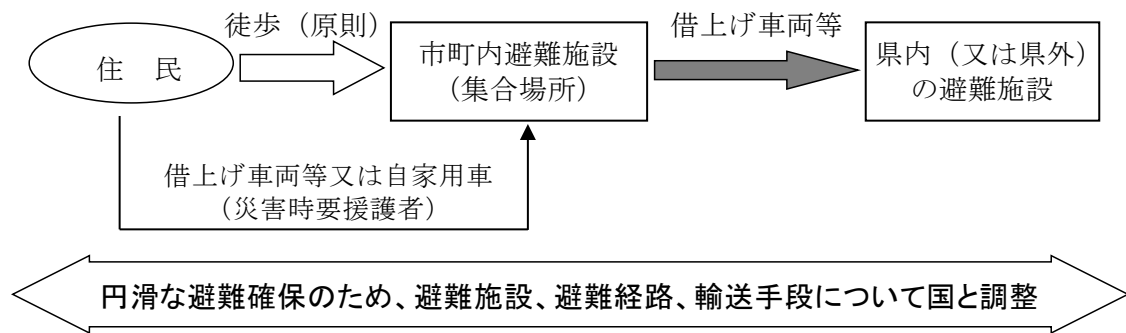 徒歩（原則）
借上げ車両等
住　民
市町内避難施設
（集合場所）
県内（又は県外）
の避難施設
借上げ車両等又は自家用車
（災害時要援護者）
円滑な避難確保のため、避難施設、避難経路、輸送手段について国と調整